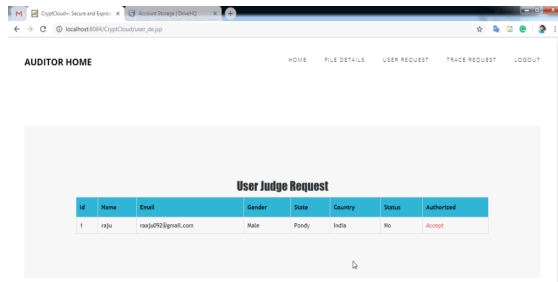 CryptCloud+: Secure and Expres
Account Storage | DriveHQ
localhost:8084/CryptCloud/user_de.jsp
AUDITOR HOME
HOME FILE DETAILS USER REQUEST TRACE REQUEST LOGOUT
User Judge Request
Id Name Email Gender State Country Status Authorized
1 raju raaju092@gmail.com Male Pondy India No Accept